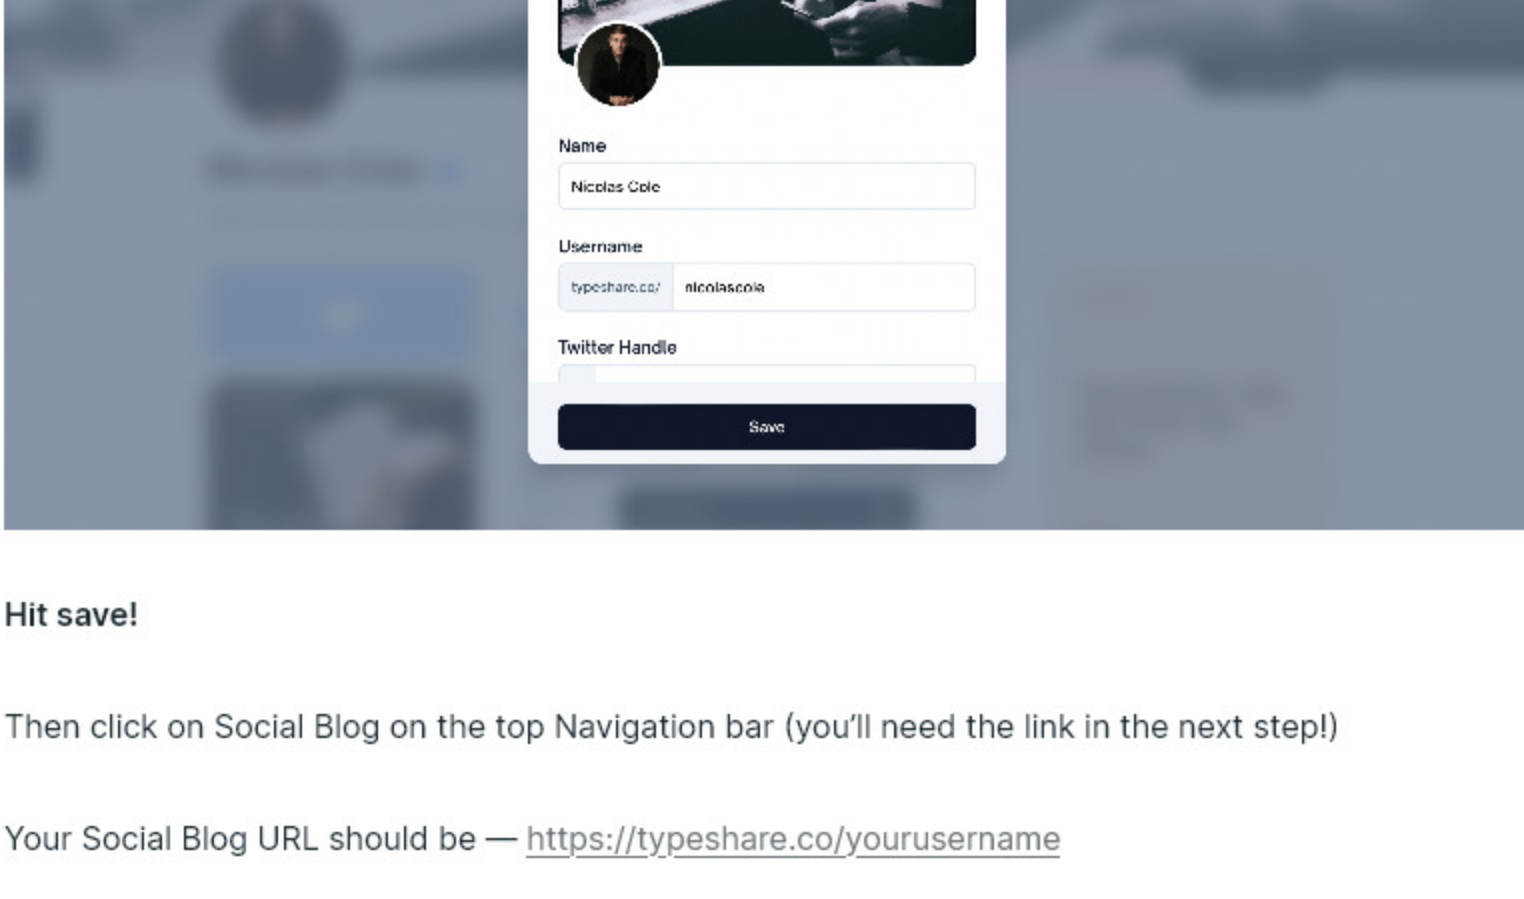 Name
Nicolas Cole
Username
typeshare.co/ nicolascole
Twitter Handle
Save
Hit save!
Then click on Social Blog on the top Navigation bar (you’ll need the link in the next step!)
Your Social Blog URL should be — https://typeshare.co/yourusername